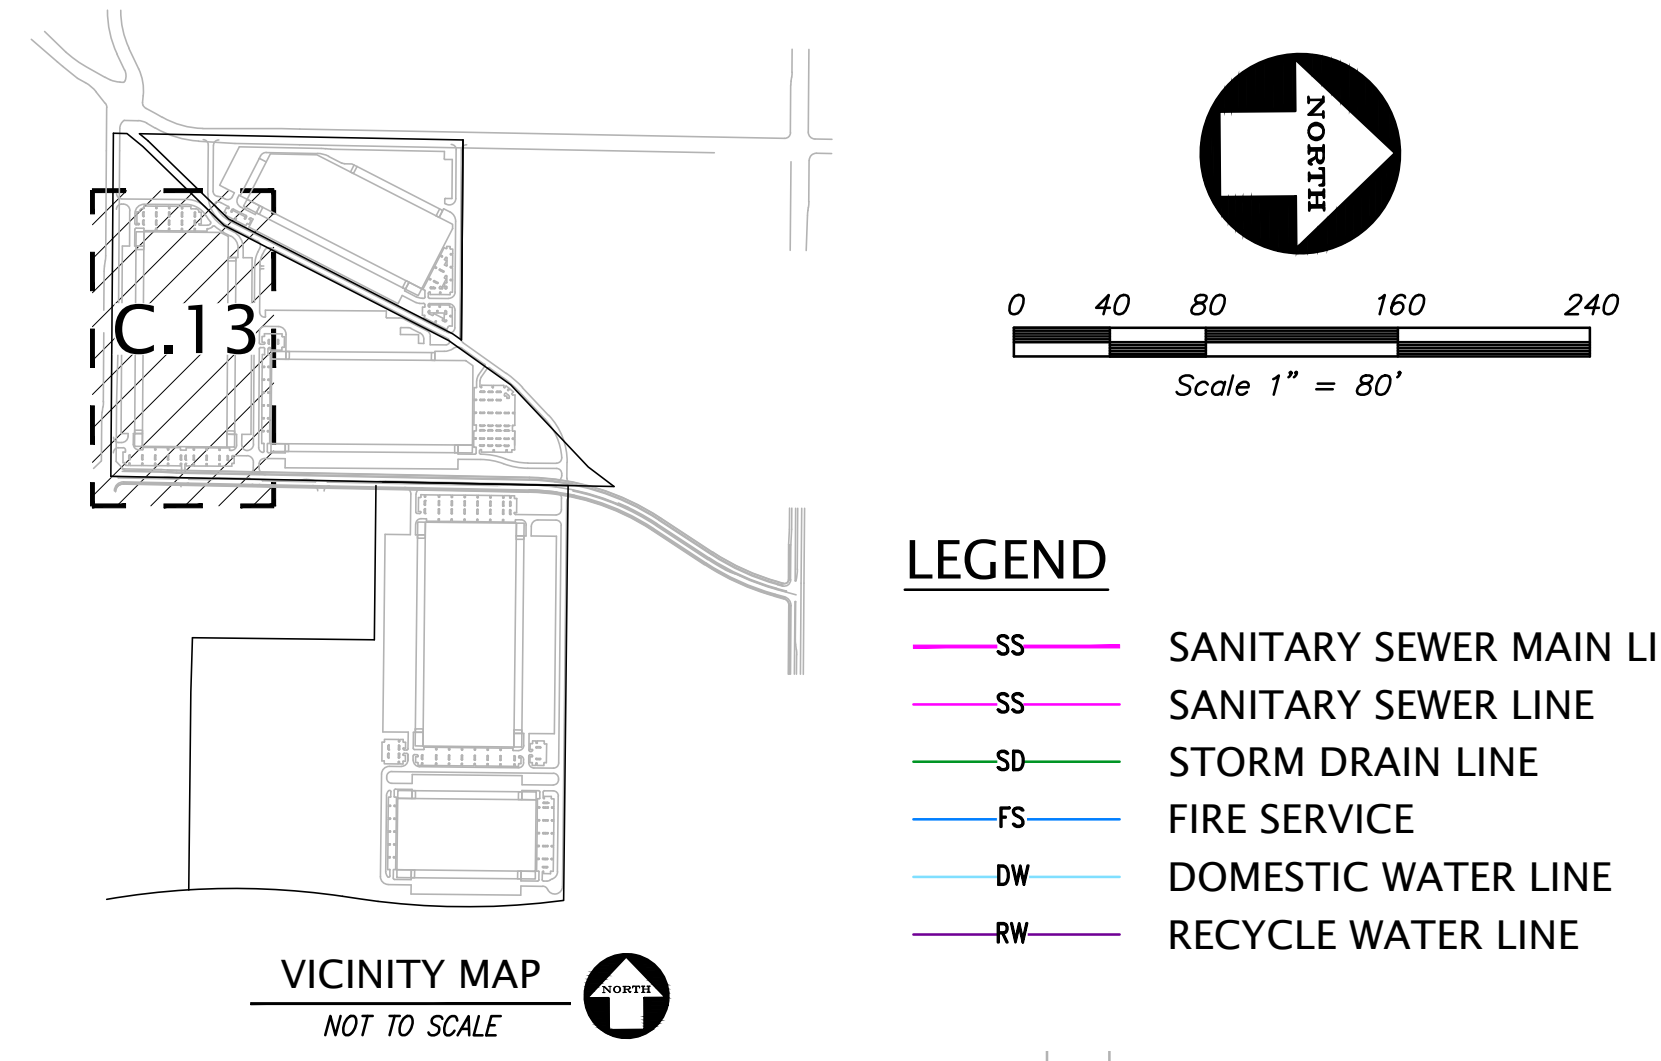 C.13
VICINITY MAP
NOT TO SCALE
NORTH
NORTH
0 40 80 160 240
Scale 1" = 80'
LEGEND
SS SANITARY SEWER MAIN LI
SS SANITARY SEWER LINE
SD STORM DRAIN LINE
FS FIRE SERVICE
DW DOMESTIC WATER LINE
RW RECYCLE WATER LINE